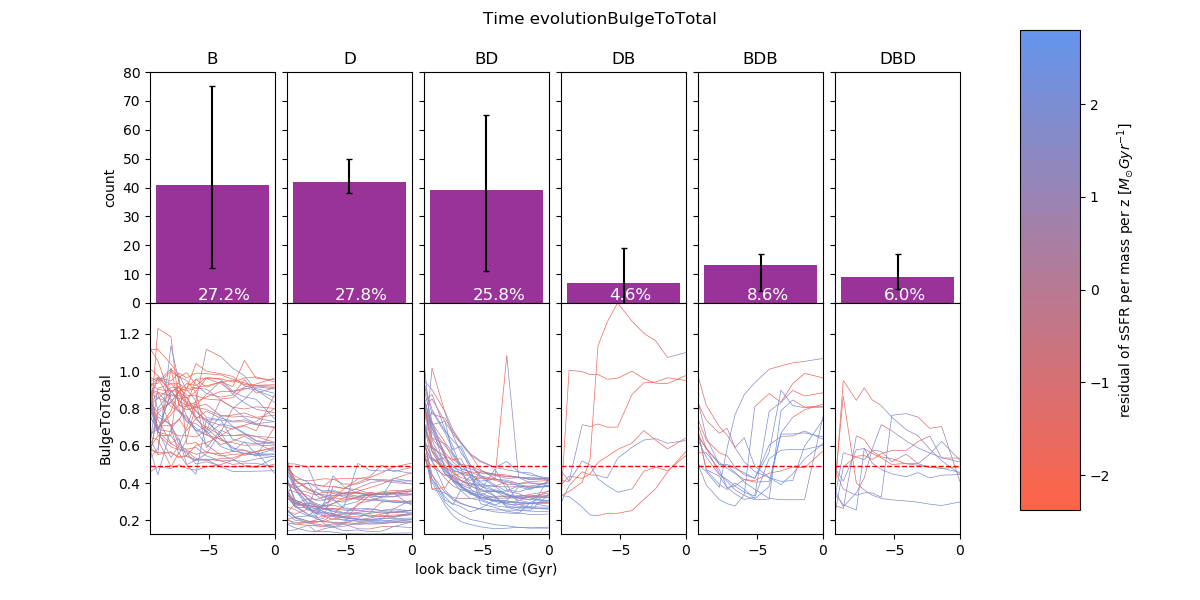 Time evolutionBulgeToTotal
B D BD DB BDB DBD
80
70
60
50
40
30
20
10
0
count
27.2% 27.8% 25.8% 4.6% 8.6% 6.0%
1.2
1.0
0.8
0.6
0.4
0.2
BulgeToTotal
−5 0 −5 0 −5 0 −5 0 −5 0 −5 0
look back time (Gyr)
2
1
0
−1
−2
residual of sSFR per mass per z [M⊙Gyr⁻¹]